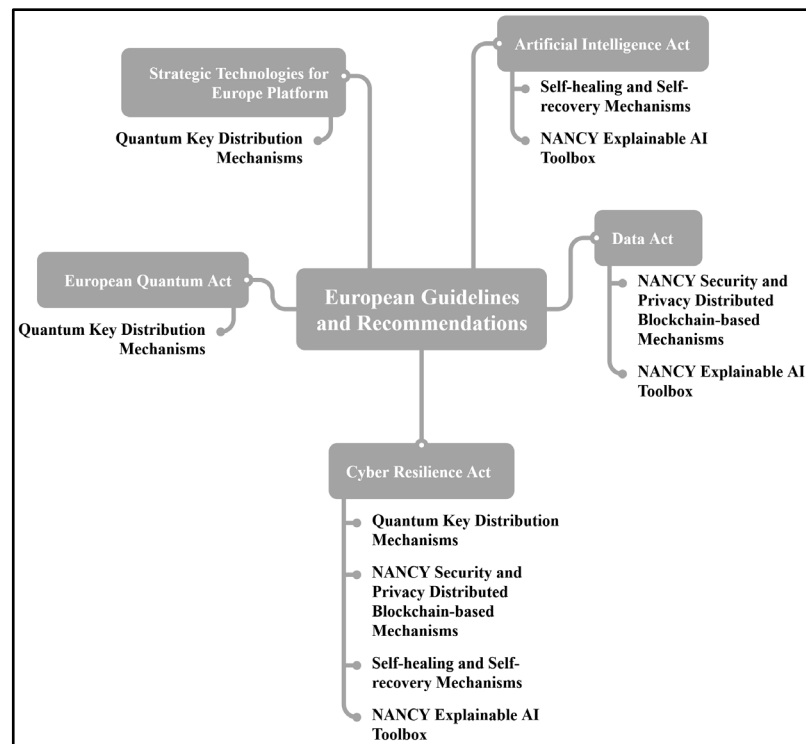 Strategic Technologies for
Europe Platform
Quantum Key Distribution
Mechanisms
Artificial Intelligence Act
Self-healing and Self-
recovery Mechanisms
NANCY Explainable AI
Toolbox
European Quantum Act
Quantum Key Distribution
Mechanisms
European Guidelines
and Recommendations
Data Act
NANCY Security and
Privacy Distributed
Blockchain-based
Mechanisms
NANCY Explainable AI
Toolbox
Cyber Resilience Act
Quantum Key Distribution
Mechanisms
NANCY Security and
Privacy Distributed
Blockchain-based
Mechanisms
Self-healing and Self-
recovery Mechanisms
NANCY Explainable AI
Toolbox